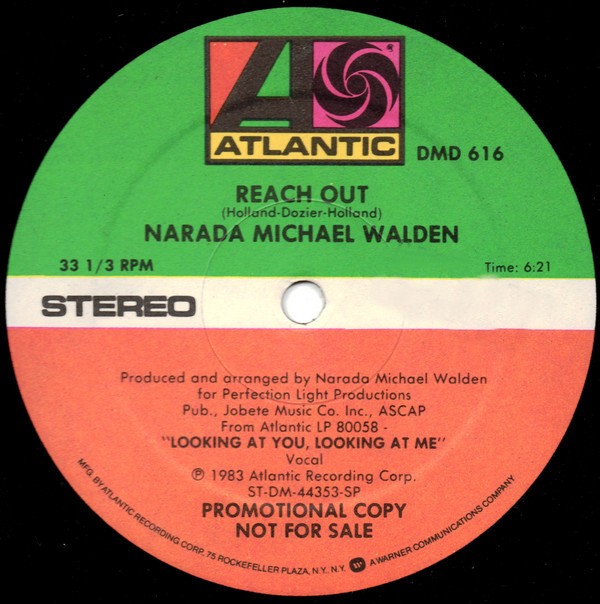 ATLANTIC
DMD 616
REACH OUT
(Holland-Dozier-Holland)
NARADA MICHAEL WALDEN
33 1/3 RPM
Time: 6:21
STEREO
Produced and arranged by Narada Michael Walden
for Perfection Light Productions
Pub., Jobete Music Co. Inc., ASCAP
From Atlantic LP 80058 -
"LOOKING AT YOU, LOOKING AT ME"
Vocal
℗ 1983 Atlantic Recording Corp.
ST-DM-44353-SP
PROMOTIONAL COPY
NOT FOR SALE
MFG. BY ATLANTIC RECORDING CORP. 75 ROCKEFELLER PLAZA, N.Y. N.Y. A WARNER COMMUNICATIONS COMPANY